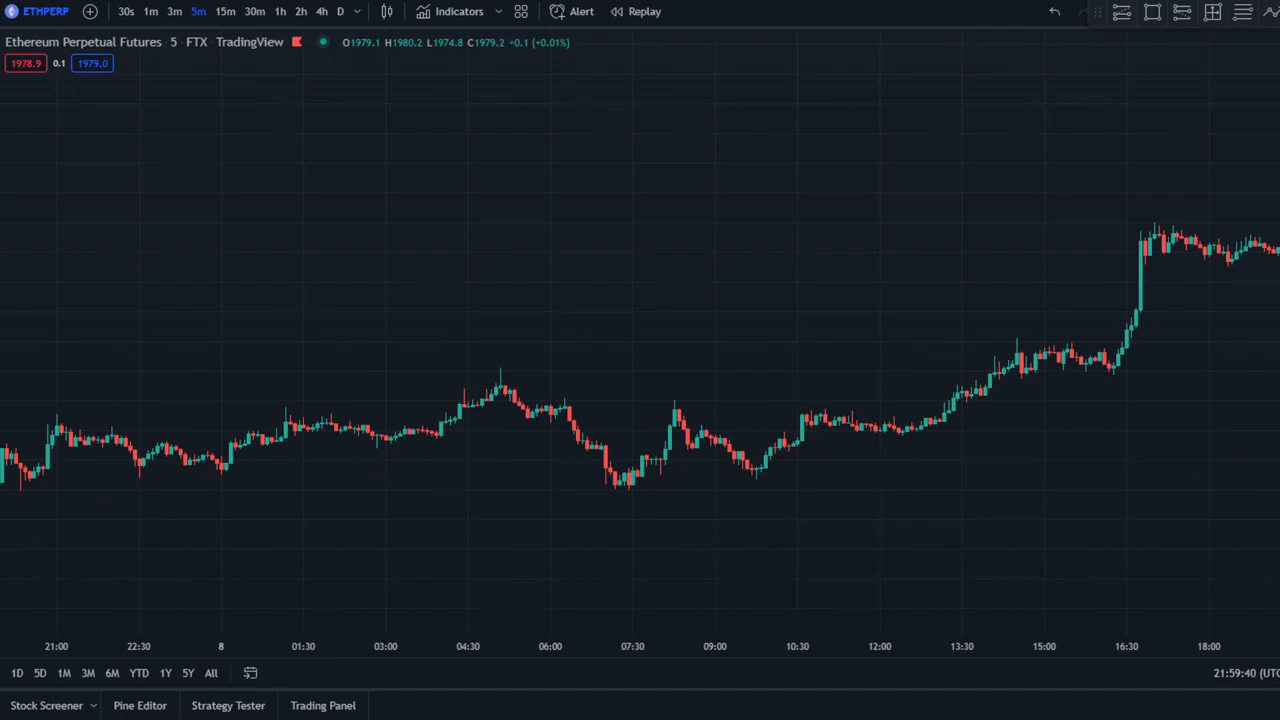 ETHPERP 30s 1m 3m 5m 15m 30m 1h 2h 4h D Indicators Alert Replay
Ethereum Perpetual Futures · 5 · FTX · TradingView O1979.1 H1980.2 L1974.8 C1979.2 +0.1 (+0.01%)
1978.9 0.1 1979.0
21:00 22:30 8 01:30 03:00 04:30 06:00 07:30 09:00 10:30 12:00 13:30 15:00 16:30 18:00
1D 5D 1M 3M 6M YTD 1Y 5Y All 21:59:40 (UTC
Stock Screener Pine Editor Strategy Tester Trading Panel